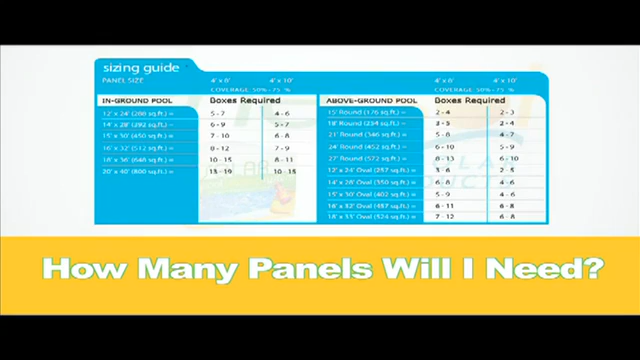 sizing guide
PANEL SIZE 4' x 8' 4' x 10' 4' x 8' 4' x 10'
COVERAGE: 50% - 75 % COVERAGE: 50% - 75 %
IN-GROUND POOL Boxes Required ABOVE-GROUND POOL Boxes Required
12' x 24' (288 sq.ft.) = 5 - 7 4 - 6 15' Round (176 sq.ft.) = 2 - 4 2 - 3
14' x 28' (392 sq.ft.) = 6 - 9 5 - 7 18' Round (254 sq.ft.) = 3 - 5 2 - 4
15' x 30' (450 sq.ft.) = 7 - 10 6 - 8 21' Round (346 sq.ft.) = 5 - 8 4 - 7
16' x 32' (512 sq.ft.) = 8 - 12 7 - 9 24' Round (452 sq.ft.) = 6 - 10 5 - 9
18' x 36' (648 sq.ft.) = 10 - 15 8 - 11 27' Round (572 sq.ft.) = 8 - 13 6 - 10
20' x 40' (800 sq.ft.) = 13 - 19 10 - 15 12' x 24' Oval (287 sq.ft.) = 3 - 6 2 - 5
14' x 26' Oval (350 sq.ft.) = 6 - 8 4 - 6
15' x 30' Oval (402 sq.ft.) = 5 - 9 4 - 6
16' x 32' Oval (487 sq.ft.) = 6 - 11 6 - 8
18' x 33' Oval (524 sq.ft.) = 7 - 12 6 - 8
How Many Panels Will I Need?